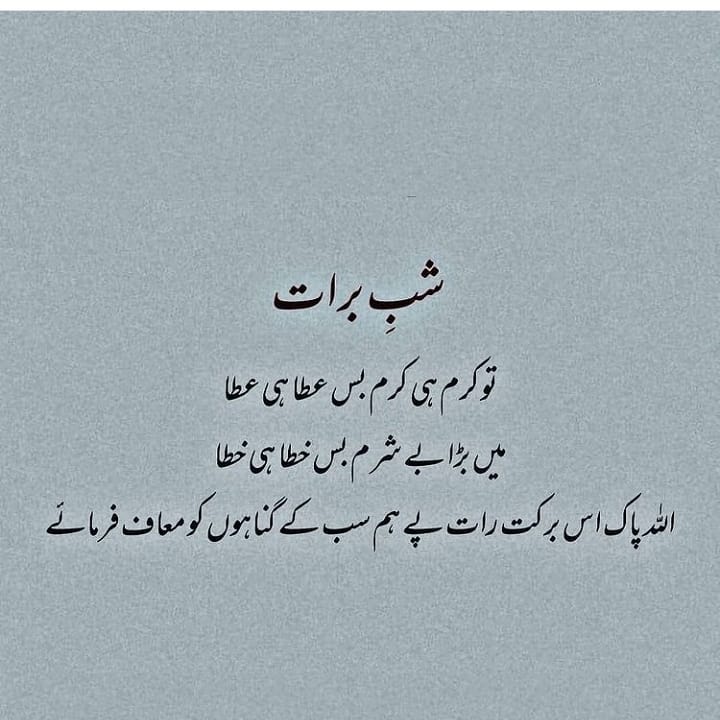 شبِ برات
تو کرم ہی کرم بس عطا ہی عطا
میں بڑا بے شرم بس خطا ہی خطا
اللہ پاک اس برکت رات پے ہم سب کے گناہوں کو معاف فرمائے